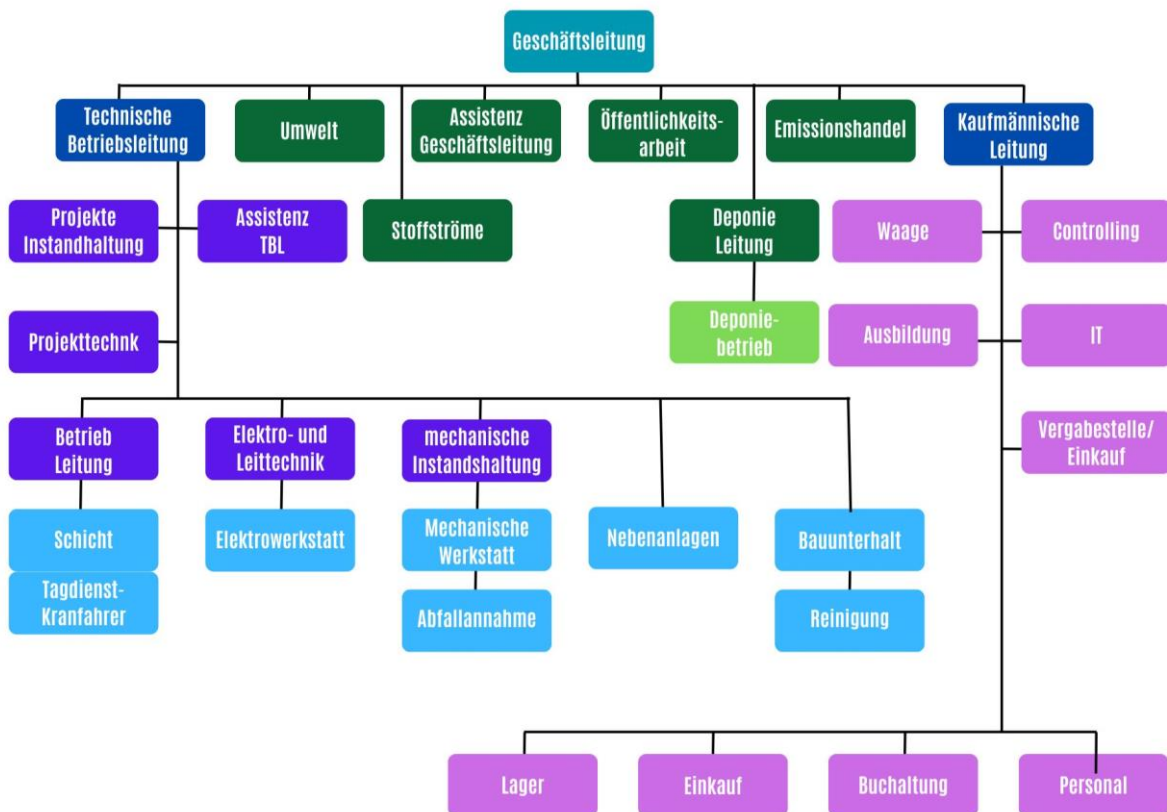 Geschäftsleitung
Technische
Betriebsleitung
Umwelt
Assistenz
Geschäftsleitung
Öffentlichkeits-
arbeit
Emissionshandel
Kaufmännische
Leitung
Projekte
Instandhaltung
Assistenz
TBL
Stoffströme
Deponie
Leitung
Waage
Controlling
Projekttechnk
Deponie-
betrieb
Ausbildung
IT
Betrieb
Leitung
Elektro- und
Leittechnik
mechanische
Instandshaltung
Vergabestelle/
Einkauf
Schicht
Elektrowerkstatt
Mechanische
Werkstatt
Nebenanlagen
Bauunterhalt
Tagdienst-
Kranfahrer
Abfallannahme
Reinigung
Lager
Einkauf
Buchaltung
Personal